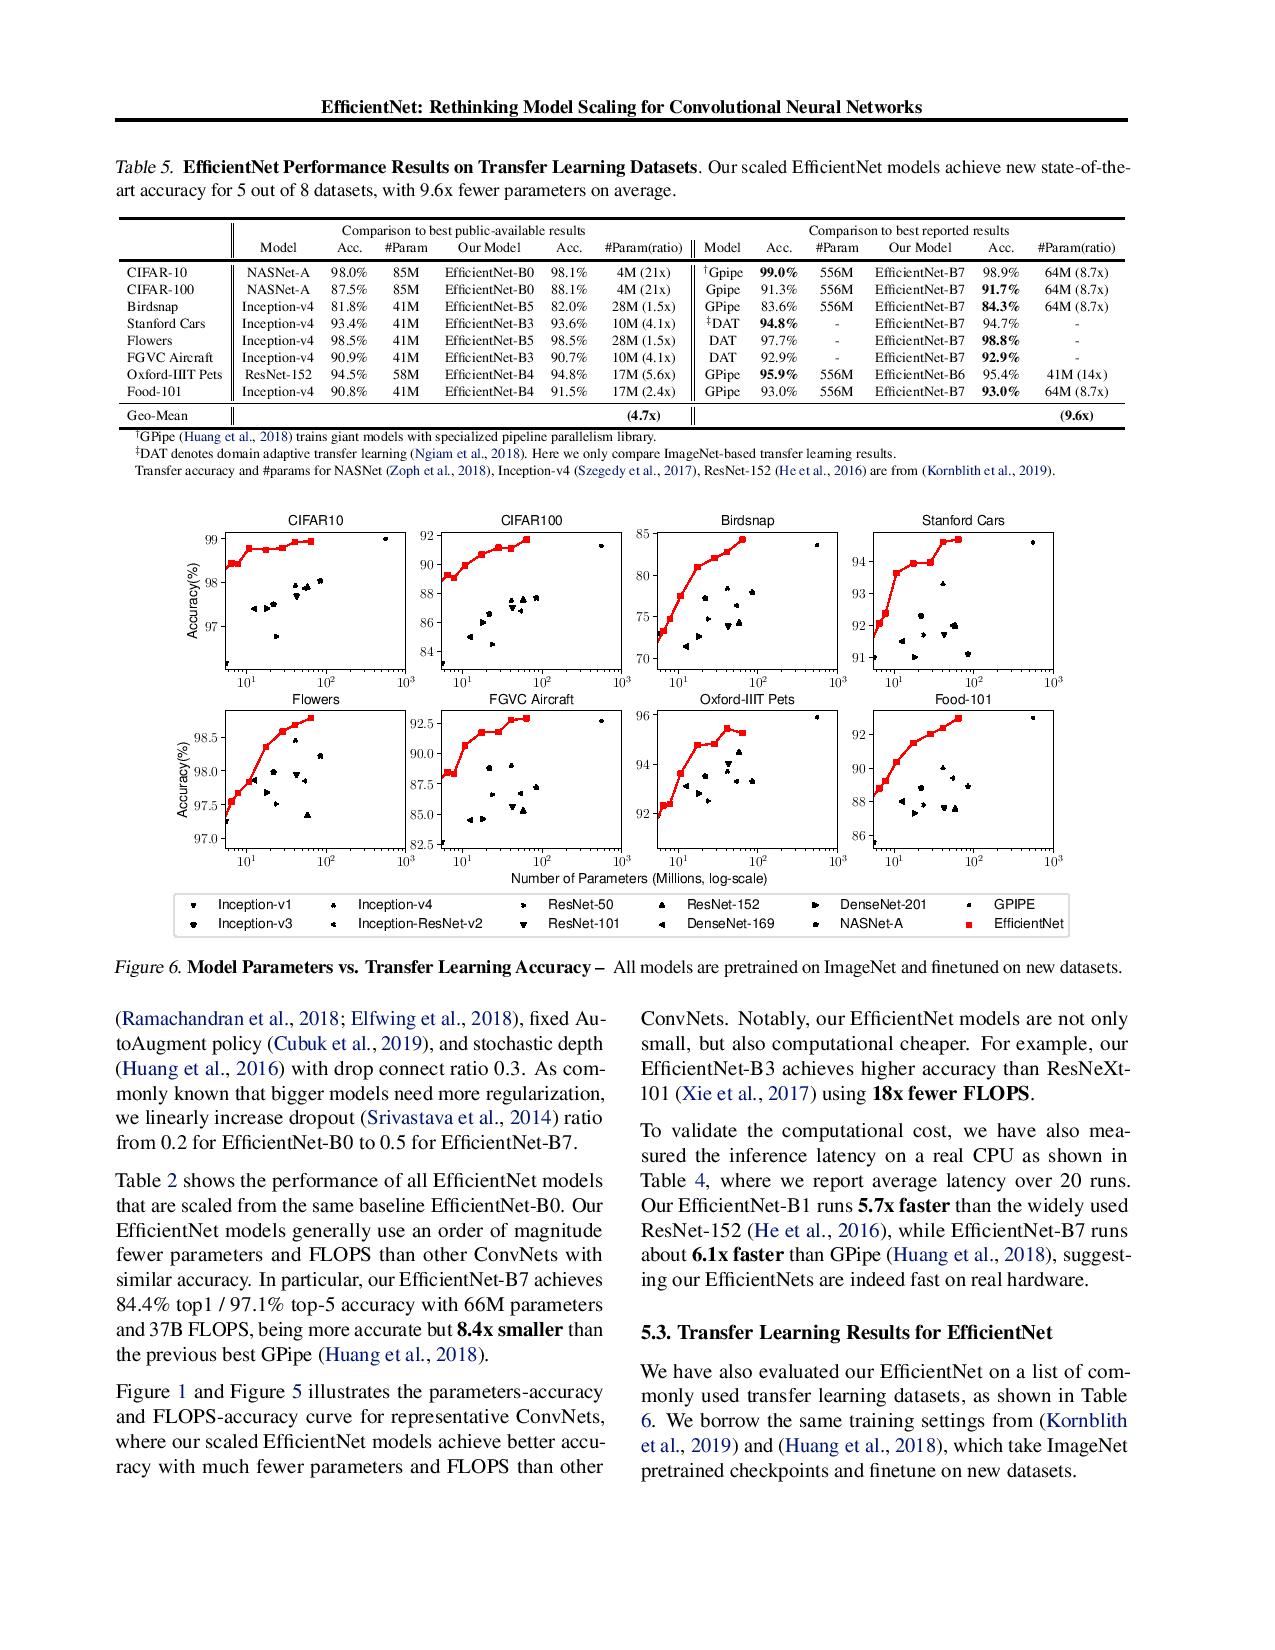 EfficientNet: Rethinking Model Scaling for Convolutional Neural Networks
Table 5. EfficientNet Performance Results on Transfer Learning Datasets. Our scaled EfficientNet models achieve new state-of-the-
art accuracy for 5 out of 8 datasets, with 9.6x fewer parameters on average.
Comparison to best public-available results Comparison to best reported results
Model Acc. #Param Our Model Acc. #Param(ratio) Model Acc. #Param Our Model Acc. #Param(ratio)
CIFAR-10 NASNet-A 98.0% 85M EfficientNet-B0 98.1% 4M (21x) †Gpipe 99.0% 556M EfficientNet-B7 98.9% 64M (8.7x)
CIFAR-100 NASNet-A 87.5% 85M EfficientNet-B0 88.1% 4M (21x) Gpipe 91.3% 556M EfficientNet-B7 91.7% 64M (8.7x)
Birdsnap Inception-v4 81.8% 41M EfficientNet-B5 82.0% 28M (1.5x) GPipe 83.6% 556M EfficientNet-B7 84.3% 64M (8.7x)
Stanford Cars Inception-v4 93.4% 41M EfficientNet-B3 93.6% 10M (4.1x) ‡DAT 94.8% - EfficientNet-B7 94.7% -
Flowers Inception-v4 98.5% 41M EfficientNet-B5 98.5% 28M (1.5x) DAT 97.7% - EfficientNet-B7 98.8% -
FGVC Aircraft Inception-v4 90.9% 41M EfficientNet-B3 90.7% 10M (4.1x) DAT 92.9% - EfficientNet-B7 92.9% -
Oxford-IIIT Pets ResNet-152 94.5% 58M EfficientNet-B4 94.8% 17M (5.6x) GPipe 95.9% 556M EfficientNet-B6 95.4% 41M (14x)
Food-101 Inception-v4 90.8% 41M EfficientNet-B4 91.5% 17M (2.4x) GPipe 93.0% 556M EfficientNet-B7 93.0% 64M (8.7x)
Geo-Mean (4.7x) (9.6x)
†GPipe (Huang et al., 2018) trains giant models with specialized pipeline parallelism library.
‡DAT denotes domain adaptive transfer learning (Ngiam et al., 2018). Here we only compare ImageNet-based transfer learning results.
Transfer accuracy and #params for NASNet (Zoph et al., 2018), Inception-v4 (Szegedy et al., 2017), ResNet-152 (He et al., 2016) are from (Kornblith et al., 2019).
CIFAR10 CIFAR100 Birdsnap Stanford Cars
Accuracy(%)
99 98 97
92 90 88 86 84
85 80 75 70
94 93 92 91
10¹ 10² 10³ 10¹ 10² 10³ 10¹ 10² 10³ 10¹ 10² 10³
Flowers FGVC Aircraft Oxford-IIIT Pets Food-101
Accuracy(%)
98.5 98.0 97.5 97.0
92.5 90.0 87.5 85.0 82.5
96 94 92
92 90 88 86
10¹ 10² 10³ 10¹ 10² 10³ 10¹ 10² 10³ 10¹ 10² 10³
Number of Parameters (Millions, log-scale)
Inception-v1 Inception-v4 ResNet-50 ResNet-152 DenseNet-201 GPIPE
Inception-v3 Inception-ResNet-v2 ResNet-101 DenseNet-169 NASNet-A EfficientNet
Figure 6. Model Parameters vs. Transfer Learning Accuracy – All models are pretrained on ImageNet and finetuned on new datasets.
(Ramachandran et al., 2018; Elfwing et al., 2018), fixed Au-
toAugment policy (Cubuk et al., 2019), and stochastic depth
(Huang et al., 2016) with drop connect ratio 0.3. As com-
monly known that bigger models need more regularization,
we linearly increase dropout (Srivastava et al., 2014) ratio
from 0.2 for EfficientNet-B0 to 0.5 for EfficientNet-B7.
Table 2 shows the performance of all EfficientNet models
that are scaled from the same baseline EfficientNet-B0. Our
EfficientNet models generally use an order of magnitude
fewer parameters and FLOPS than other ConvNets with
similar accuracy. In particular, our EfficientNet-B7 achieves
84.4% top1 / 97.1% top-5 accuracy with 66M parameters
and 37B FLOPS, being more accurate but 8.4x smaller than
the previous best GPipe (Huang et al., 2018).
Figure 1 and Figure 5 illustrates the parameters-accuracy
and FLOPS-accuracy curve for representative ConvNets,
where our scaled EfficientNet models achieve better accu-
racy with much fewer parameters and FLOPS than other
ConvNets. Notably, our EfficientNet models are not only
small, but also computational cheaper. For example, our
EfficientNet-B3 achieves higher accuracy than ResNeXt-
101 (Xie et al., 2017) using 18x fewer FLOPS.
To validate the computational cost, we have also mea-
sured the inference latency on a real CPU as shown in
Table 4, where we report average latency over 20 runs.
Our EfficientNet-B1 runs 5.7x faster than the widely used
ResNet-152 (He et al., 2016), while EfficientNet-B7 runs
about 6.1x faster than GPipe (Huang et al., 2018), suggest-
ing our EfficientNets are indeed fast on real hardware.
5.3. Transfer Learning Results for EfficientNet
We have also evaluated our EfficientNet on a list of com-
monly used transfer learning datasets, as shown in Table
6. We borrow the same training settings from (Kornblith
et al., 2019) and (Huang et al., 2018), which take ImageNet
pretrained checkpoints and finetune on new datasets.